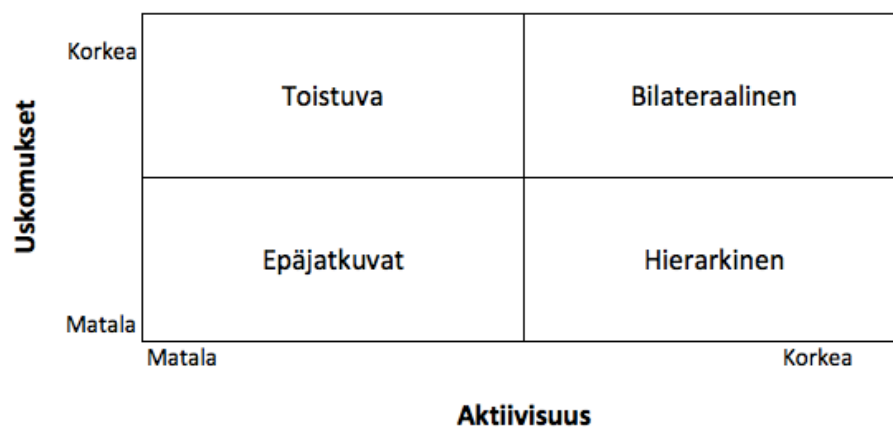 Korkea
Toistuva
Bilateraalinen
Uskomukset
Epäjatkuvat
Hierarkinen
Matala
Matala
Korkea
Aktiivisuus